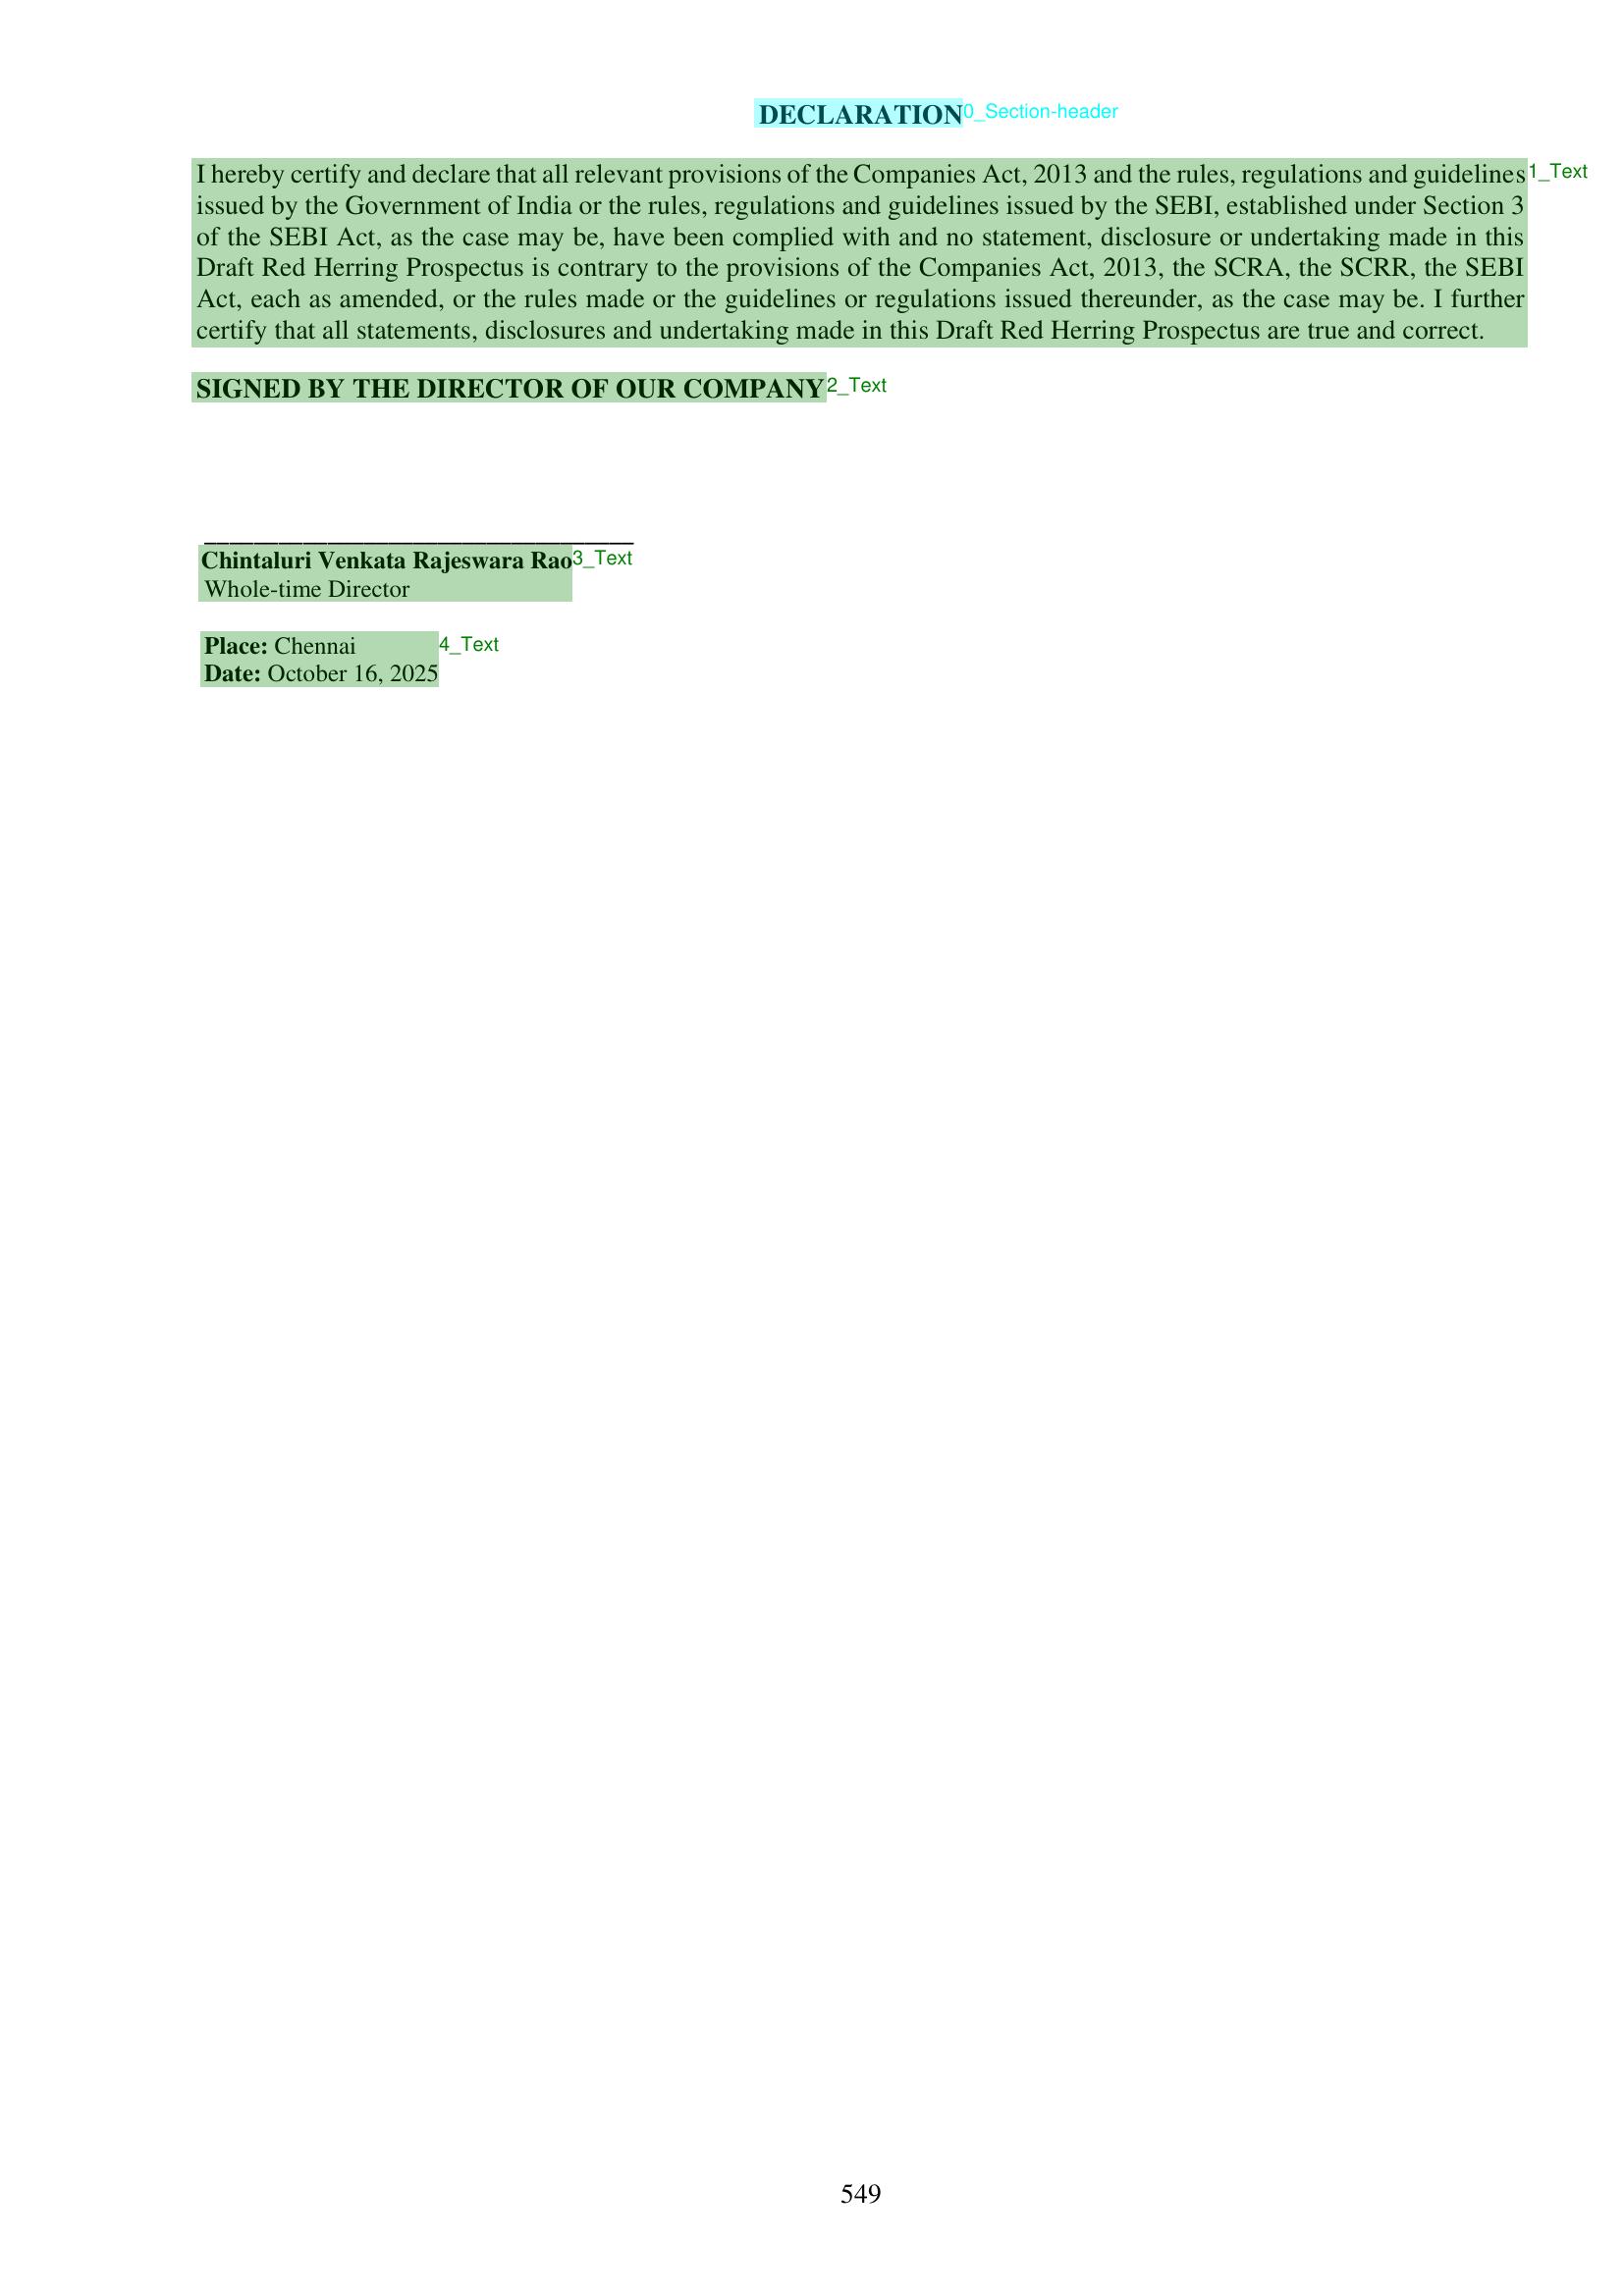 DECLARATION0_Section-header
I hereby certify and declare that all relevant provisions of the Companies Act, 2013 and the rules, regulations and guidelines1_Text
issued by the Government of India or the rules, regulations and guidelines issued by the SEBI, established under Section 3
of the SEBI Act, as the case may be, have been complied with and no statement, disclosure or undertaking made in this
Draft Red Herring Prospectus is contrary to the provisions of the Companies Act, 2013, the SCRA, the SCRR, the SEBI
Act, each as amended, or the rules made or the guidelines or regulations issued thereunder, as the case may be. I further
certify that all statements, disclosures and undertaking made in this Draft Red Herring Prospectus are true and correct.
SIGNED BY THE DIRECTOR OF OUR COMPANY2_Text
Chintaluri Venkata Rajeswara Rao3_Text
Whole-time Director
Place: Chennai 4_Text
Date: October 16, 2025
549